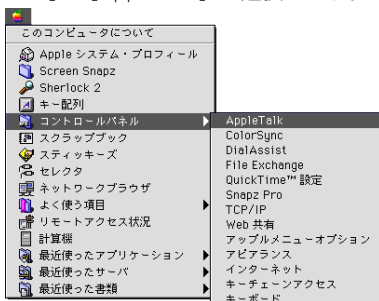 このコンピュータについて
Apple システム・プロフィール
Screen Snapz
Sherlock 2
キー配列
コントロールパネル
スクラップブック
スティッキーズ
セレクタ
ネットワークブラウザ
よく使う項目
リモートアクセス状況
計算機
最近使ったアプリケーション
最近使ったサーバ
最近使った書類
AppleTalk
ColorSync
DialAssist
File Exchange
QuickTime™ 設定
Snapz Pro
TCP/IP
Web 共有
アップルメニューオプション
アピアランス
インターネット
キーチェーンアクセス
キーボード